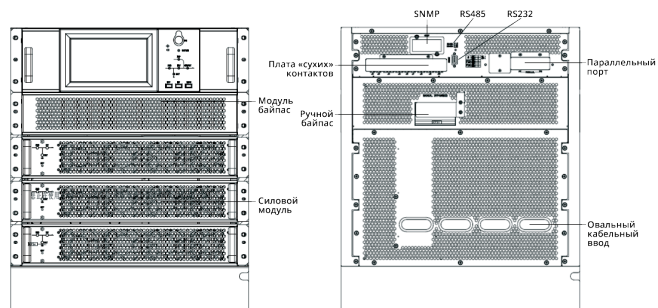 SNMP
RS485
RS232
Плата «сухих»
контактов
Параллельный
порт
Модуль
байпас
Ручной
байпас
Силовой
модуль
Овальный
кабельный
ввод